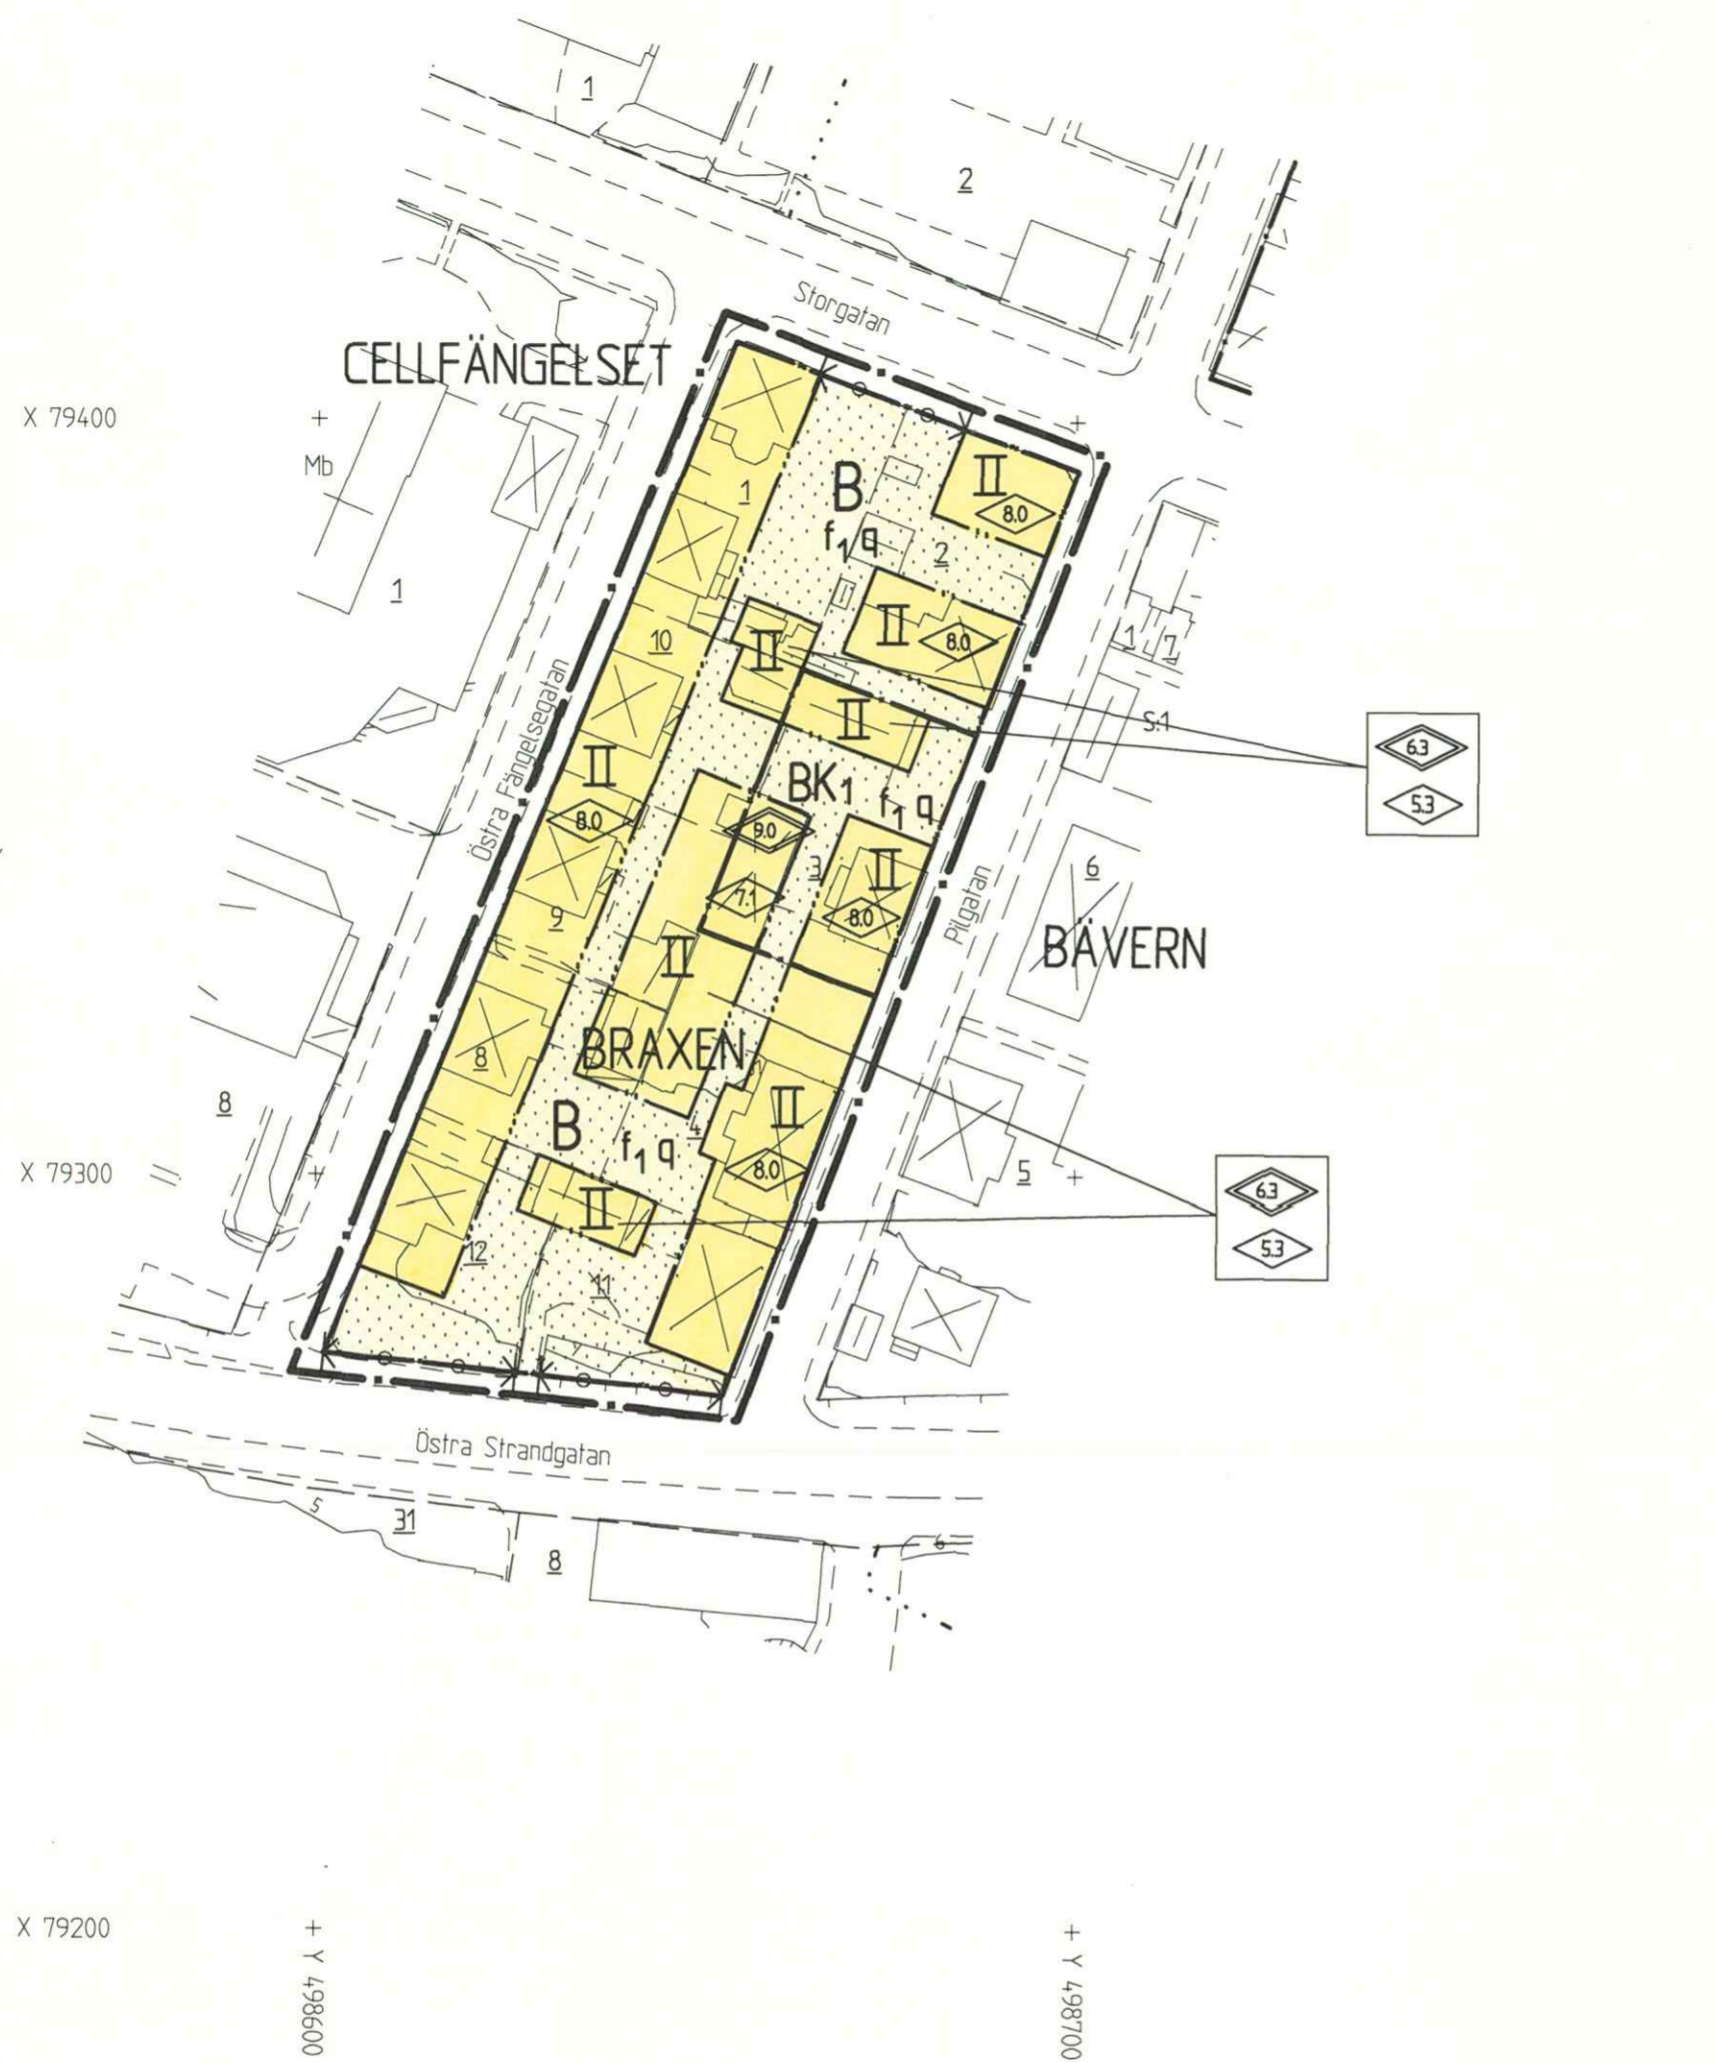 1
2
Storgatan
CELLFÄNGELSET
X 79400
Mb
B
II
8.0
1
f1 q
2
1
10
II
II
8.0
1
7
II
S:1
6.3
5.3
Östra Fängelsegatan
II
8.0
BK1
f1 q
9.0
3
II
7.1
8.0
6
Pilgatan
9
BÄVERN
II
8
BRAXEN
8
II
B
4
f1 q
8.0
X 79300
5
6.3
5.3
II
12
11
Östra Strandgatan
S
31
8
6
X 79200
Y 498600
Y 498700